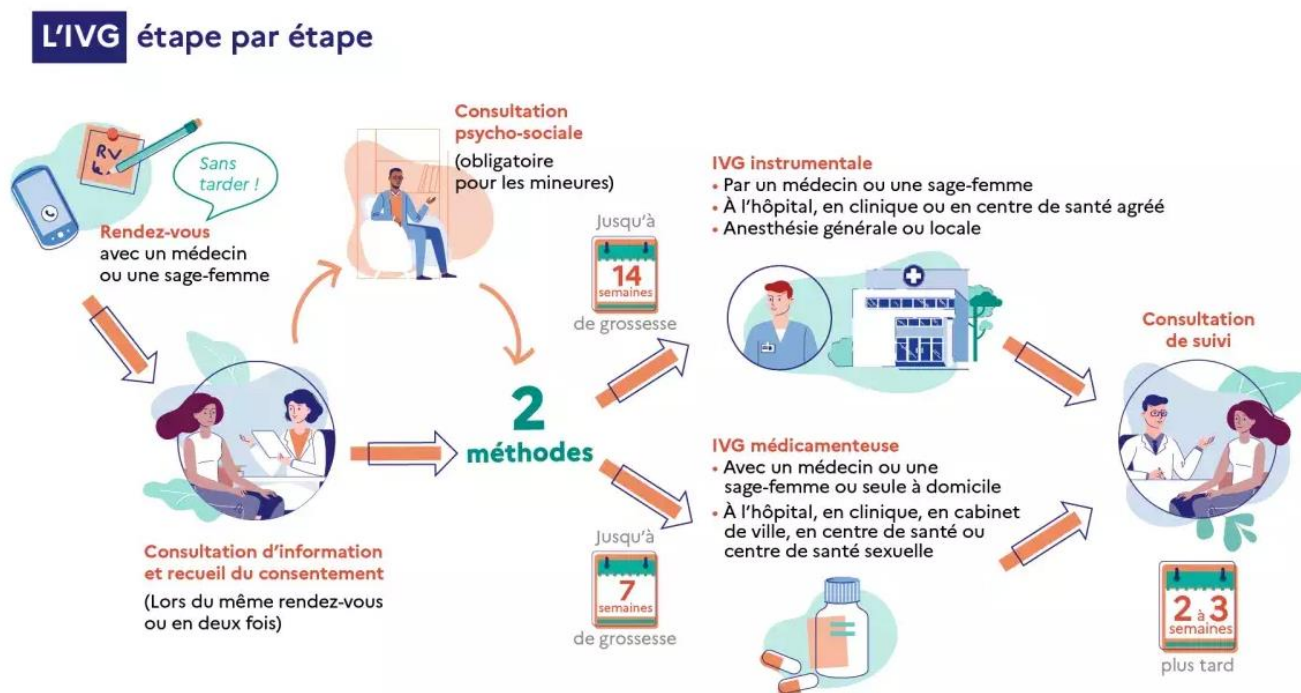 L'IVG étape par étape
Sans
tarder !
RV
Rendez-vous
avec un médecin
ou une sage-femme
Consultation d'information
et recueil du consentement
(Lors du même rendez-vous
ou en deux fois)
Consultation
psycho-sociale
(obligatoire
pour les mineures)
2
méthodes
Jusqu'à
14
semaines
de grossesse
IVG instrumentale
• Par un médecin ou une sage-femme
• À l'hôpital, en clinique ou en centre de santé agréé
• Anesthésie générale ou locale
Jusqu'à
7
semaines
de grossesse
IVG médicamenteuse
• Avec un médecin ou une
sage-femme ou seule à domicile
• À l'hôpital, en clinique, en cabinet
de ville, en centre de santé ou
centre de santé sexuelle
Consultation
de suivi
2 à 3
semaines
plus tard